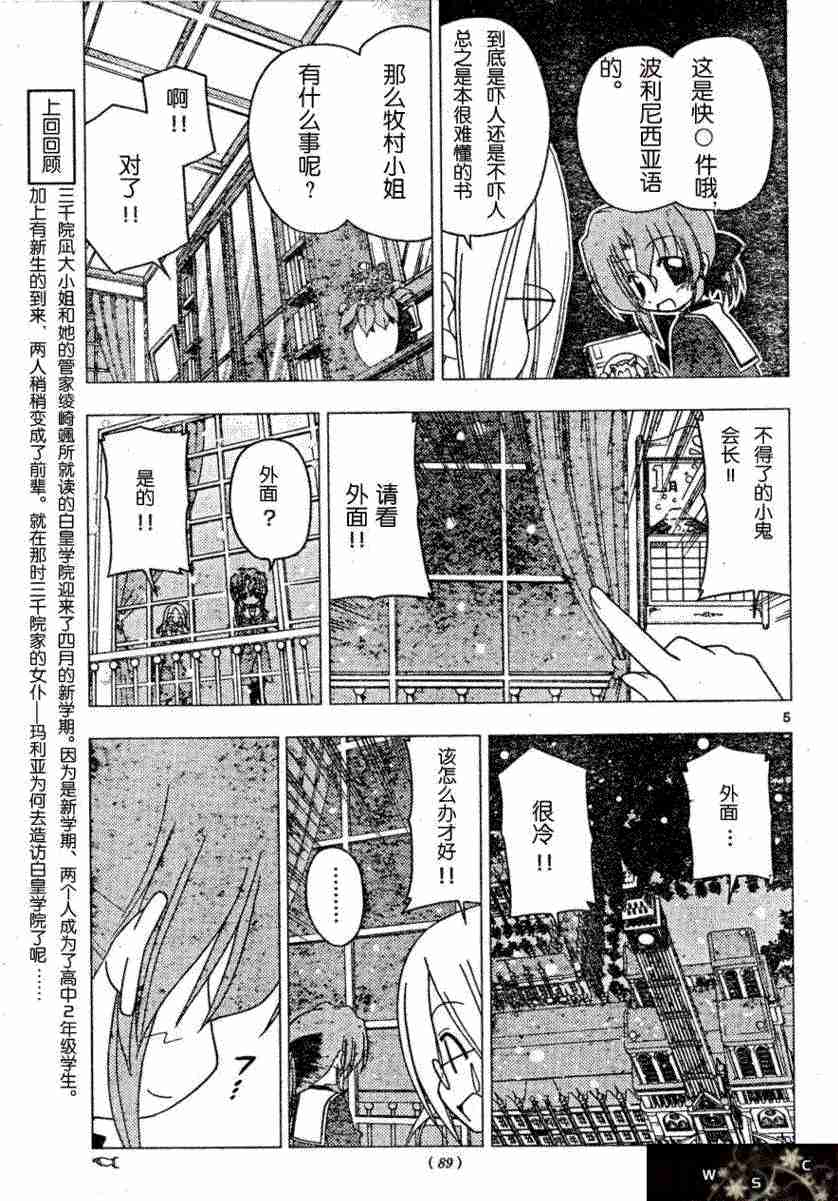 这是快○件哦,
波利尼西亚语
的。
到底是吓人还是不吓人
总之是本很难懂的书
那么牧村小姐
有什么事呢?
啊!!
对了!!
上回回顾
三千院凪大小姐和她的管家绫崎飒所就读的白皇学院迎来了四月的新学期。因为是新学期、两个人成为了高中2年级学生。
加上有新生的到来、两人稍稍变成了前辈。就在那时三千院家的女仆—玛利亚为何去造访白皇学院了呢……
不得了的小鬼
会长!!
请看
外面!!
外面?
是的!!
5
外面…
很冷!!
该怎么办才好!!
……
(89)
W S C